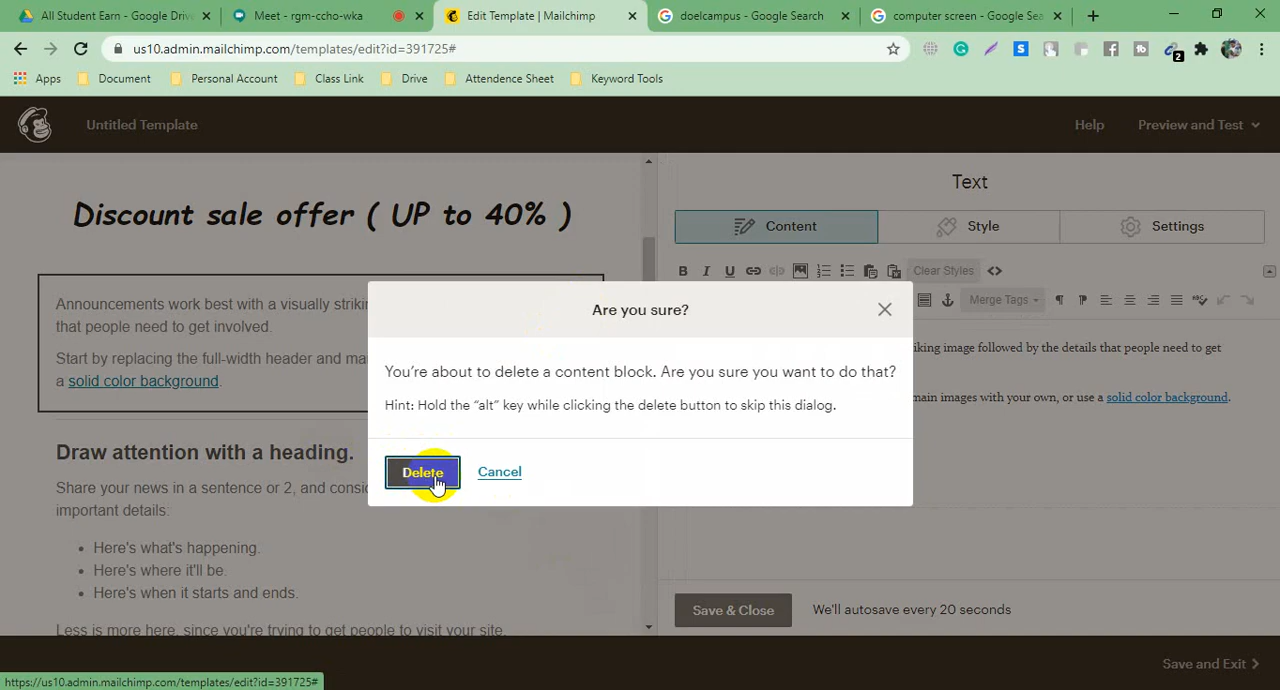 All Student Earn - Google Driv
Meet - rgm-ccho-wka
Edit Template | Mailchimp
doelcampus - Google Search
computer screen - Google Sea
us10.admin.mailchimp.com/templates/edit?id=391725#
2
Apps
Document
Personal Account
Class Link
Drive
Attendence Sheet
Keyword Tools
Untitled Template
Help
Preview and Test
Discount sale offer ( UP to 40% )
Text
Content
Style
Settings
B I U
Clear Styles
Merge Tags
Announcements work best with a visually strikin
that people need to get involved.
Start by replacing the full-width header and ma
a solid color background.
iking image followed by the details that people need to get
main images with your own, or use a solid color background.
Are you sure?
You're about to delete a content block. Are you sure you want to do that?
Hint: Hold the "alt" key while clicking the delete button to skip this dialog.
Delete
Cancel
Draw attention with a heading.
Share your news in a sentence or 2, and consi
important details:
• Here's what's happening.
• Here's where it'll be.
• Here's when it starts and ends.
Less is more here, since you're trying to get people to visit your site.
Save & Close
We'll autosave every 20 seconds
Save and Exit
https://us10.admin.mailchimp.com/templates/edit?id=391725#